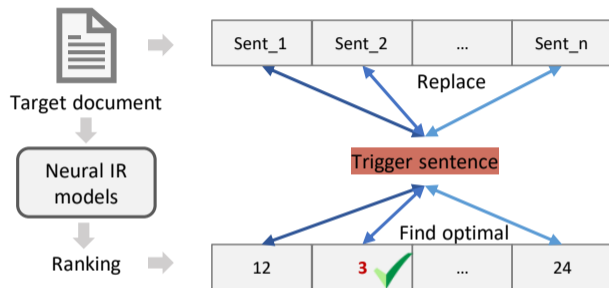 Sent_1 Sent_2 ... Sent_n
Replace
Target document
Trigger sentence
Neural IR
models
Find optimal
Ranking
12 3 ... 24